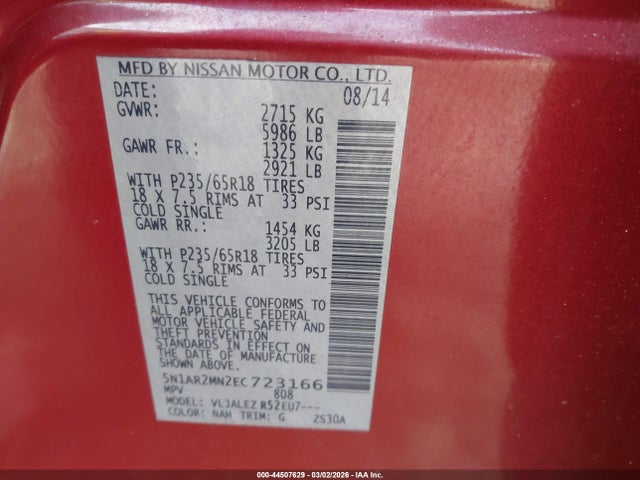 MFD BY NISSAN MOTOR CO., LTD.
DATE: 08/14
GVWR: 2715 KG
5986 LB
GAWR FR.: 1325 KG
2921 LB
WITH P235/65R18 TIRES
18 X 7.5 RIMS AT 33 PSI
COLD SINGLE
GAWR RR.: 1454 KG
3205 LB
WITH P235/65R18 TIRES
18 X 7.5 RIMS AT 33 PSI
COLD SINGLE
THIS VEHICLE CONFORMS TO
ALL APPLICABLE FEDERAL
MOTOR VEHICLE SAFETY AND
THEFT PREVENTION
STANDARDS IN EFFECT ON
THE DATE OF MANUFACTURE
SHOWN ABOVE.
5N1AR2MN2EC723166
MPV 808
MODEL: VLJALEZ R52EU7---
COLOR: NAH TRIM: G ZS30A
000-44507629 - 03/02/2026 - IAA Inc.